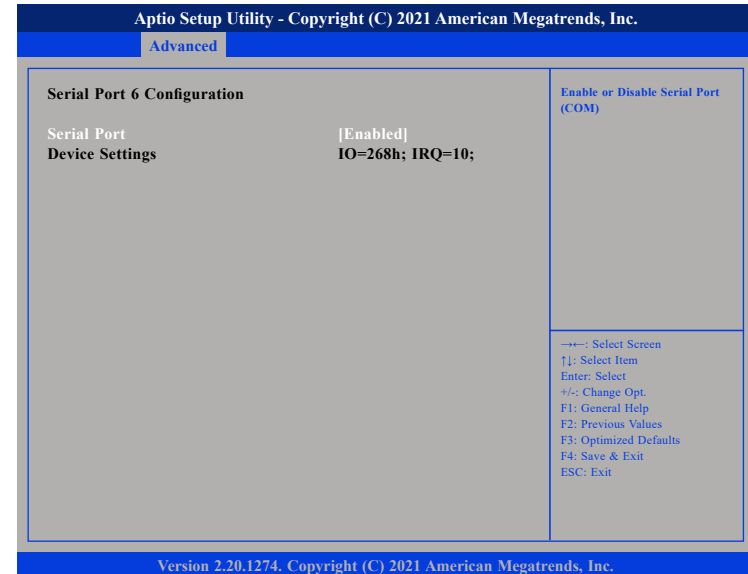 Aptio Setup Utility - Copyright (C) 2021 American Megatrends, Inc.
Advanced
Serial Port 6 Configuration
Serial Port [Enabled]
Device Settings IO=268h; IRQ=10;
Enable or Disable Serial Port
(COM)
→←: Select Screen
↑↓: Select Item
Enter: Select
+/-: Change Opt.
F1: General Help
F2: Previous Values
F3: Optimized Defaults
F4: Save & Exit
ESC: Exit
Version 2.20.1274. Copyright (C) 2021 American Megatrends, Inc.